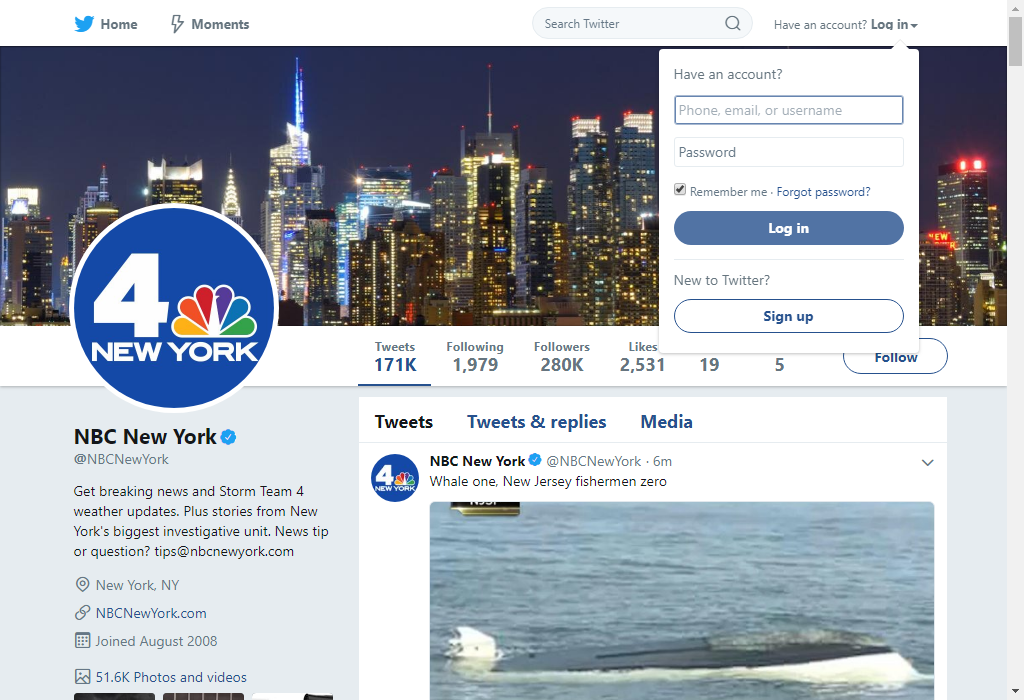 Home
Moments
Search Twitter
Have an account? Log in
Have an account?
Phone, email, or username
Password
Remember me · Forgot password?
Log in
New to Twitter?
Sign up
NEW
4
NEW YORK
Tweets
171K
Following
1,979
Followers
280K
Likes
2,531
19
5
Follow
NBC New York
@NBCNewYork
Get breaking news and Storm Team 4
weather updates. Plus stories from New
York's biggest investigative unit. News tip
or question? tips@nbcnewyork.com
New York, NY
NBCNewYork.com
Joined August 2008
51.6K Photos and videos
Tweets
Tweets & replies
Media
4
NEW YORK
NBC New York @NBCNewYork · 6m
Whale one, New Jersey fishermen zero